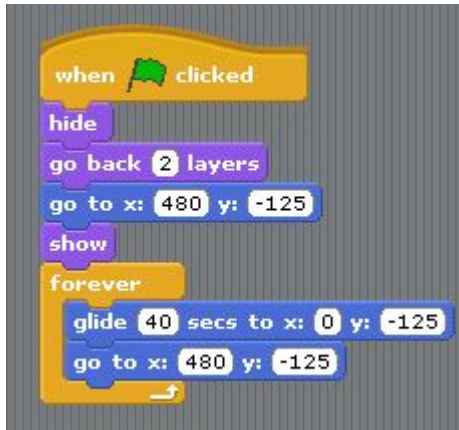 when clicked
hide
go back 2 layers
go to x: 480 y: -125
show
forever
glide 40 secs to x: 0 y: -125
go to x: 480 y: -125